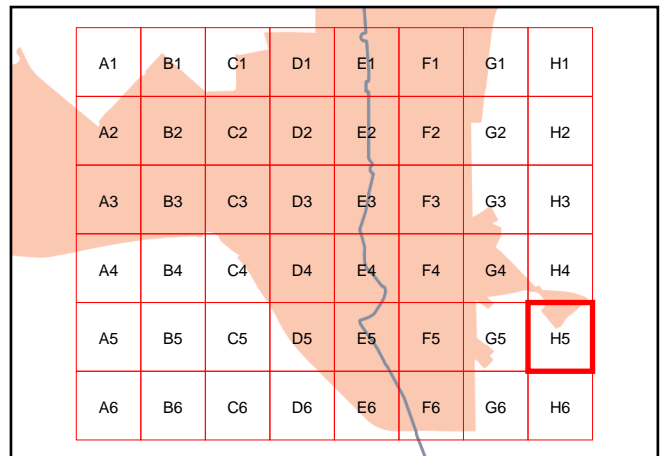 A1 B1 C1 D1 E1 F1 G1 H1
A2 B2 C2 D2 E2 F2 G2 H2
A3 B3 C3 D3 E3 F3 G3 H3
A4 B4 C4 D4 E4 F4 G4 H4
A5 B5 C5 D5 E5 F5 G5 H5
A6 B6 C6 D6 E6 F6 G6 H6